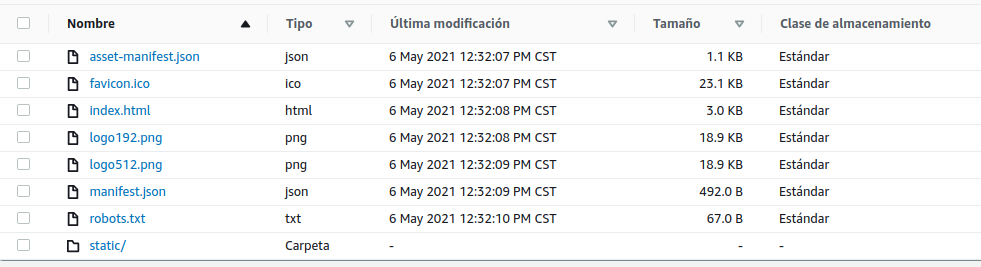 Nombre Tipo Última modificación Tamaño Clase de almacenamiento
asset-manifest.json json 6 May 2021 12:32:07 PM CST 1.1 KB Estándar
favicon.ico ico 6 May 2021 12:32:07 PM CST 23.1 KB Estándar
index.html html 6 May 2021 12:32:08 PM CST 3.0 KB Estándar
logo192.png png 6 May 2021 12:32:08 PM CST 18.9 KB Estándar
logo512.png png 6 May 2021 12:32:09 PM CST 18.9 KB Estándar
manifest.json json 6 May 2021 12:32:09 PM CST 492.0 B Estándar
robots.txt txt 6 May 2021 12:32:10 PM CST 67.0 B Estándar
static/ Carpeta - - -